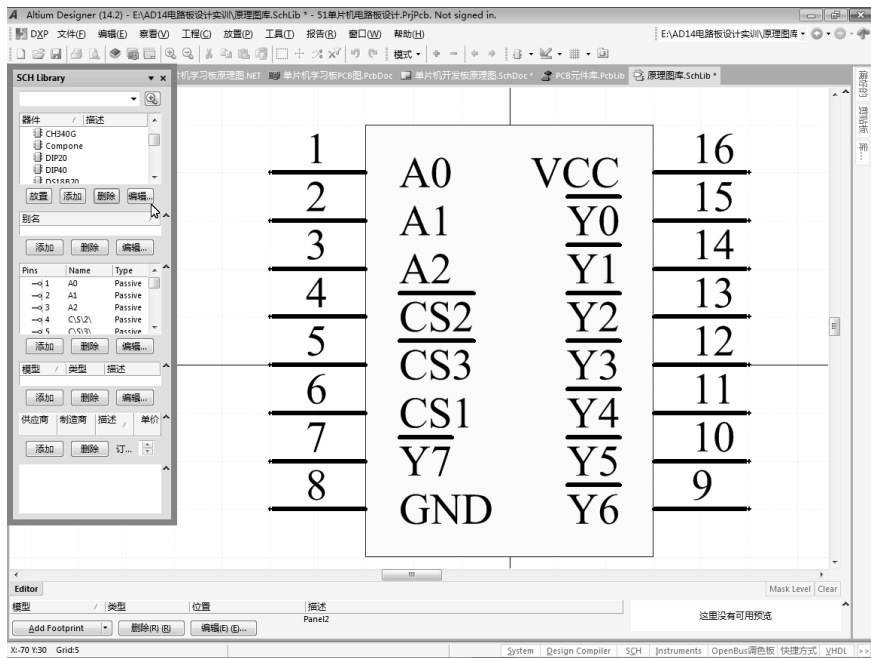 Altium Designer (14.2) - E:\AD14电路板设计实训\原理图库.SchLib * - 51单片机电路板设计.PrjPcb. Not signed in.
DXP 文件(F) 编辑(E) 察看(V) 工程(C) 放置(P) 工具(T) 报告(R) 窗口(W) 帮助(H) E:\AD14电路板设计实训\原理图库
模式
SCH Library
机学习板原理图.NET 单片机学习板PCB图.PcbDoc 单片机开发板原理图.SchDoc * PCB元件库.PcbLib 原理图库.SchLib *
器件 / 描述
CH340G
Compone
DIP20
DIP40
DS18B20
放置 添加 删除 编辑...
别名
添加 删除 编辑...
Pins Name Type
1 A0 Passive
2 A1 Passive
3 A2 Passive
4 C\S\2\ Passive
5 C\S\3\ Passive
添加 删除 编辑...
模型 / 类型 描述
添加 删除 编辑...
供应商 制造商 描述 / 单价
添加 删除 订...
1 A0 VCC 16
2 A1 Y0 15
3 A2 Y1 14
4 CS2 Y2 13
5 CS3 Y3 12
6 CS1 Y4 11
7 Y7 Y5 10
8 GND Y6 9
Editor Mask Level Clear
模型 / 类型 位置 描述
Panel2
这里没有可用预览
Add Footprint 删除(R) (R) 编辑(E) (E)...
X:-70 Y:30 Grid:5 System Design Compiler SCH Instruments OpenBus调色板 快捷方式 VHDL >>